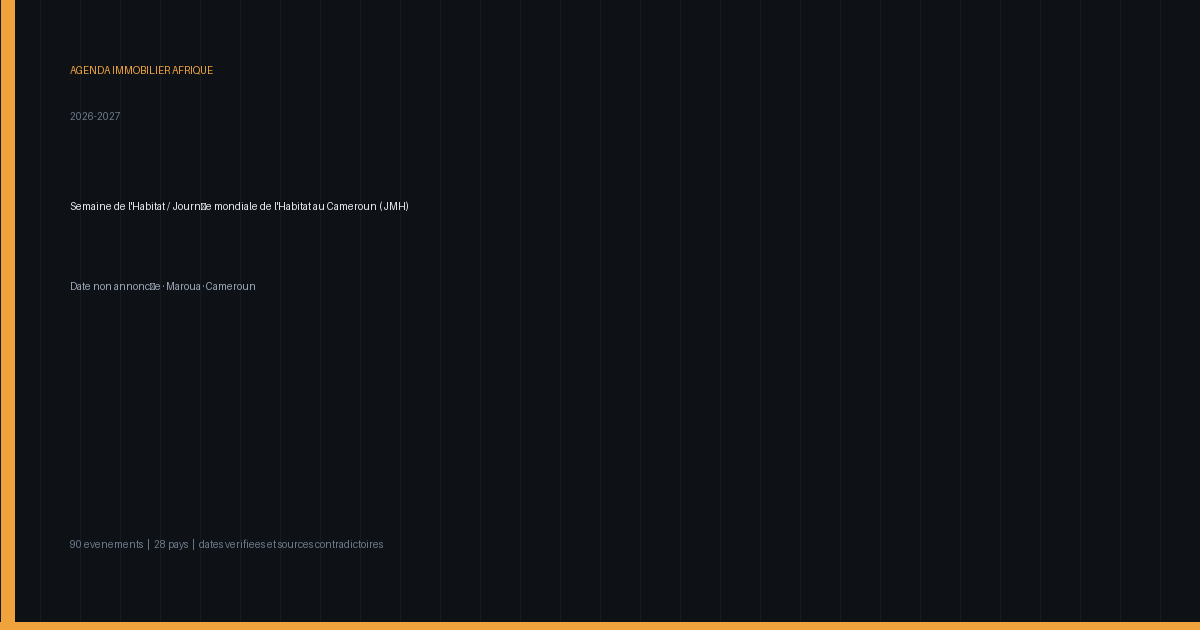 AGENDA IMMOBILIER AFRIQUE
2026-2027
Semaine de l'Habitat / Journ▯e mondiale de l'Habitat au Cameroun (JMH)
Date non annonc▯e · Maroua · Cameroun
90 evenements | 28 pays | dates verifiees et sources contradictoires